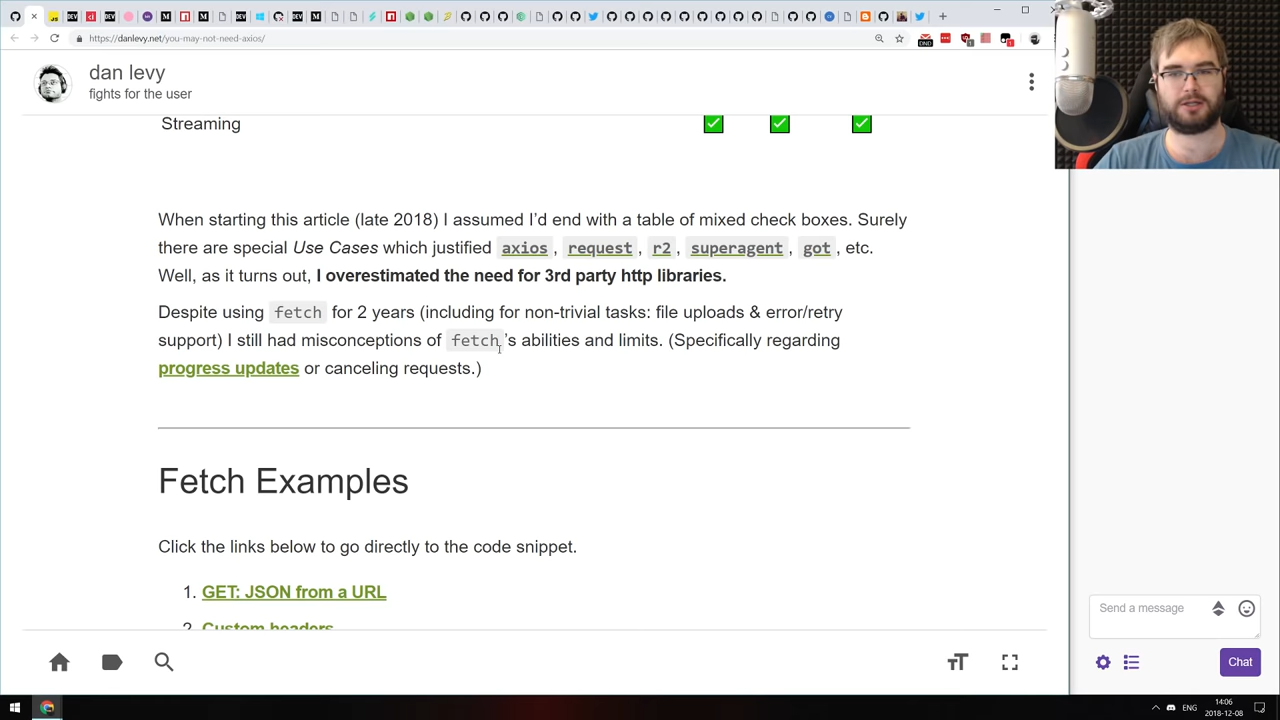 https://danlevy.net/you-may-not-need-axios/
DND
1
1
dan levy
fights for the user
Streaming
When starting this article (late 2018) I assumed I'd end with a table of mixed check boxes. Surely
there are special Use Cases which justified axios , request , r2 , superagent , got , etc.
Well, as it turns out, I overestimated the need for 3rd party http libraries.
Despite using fetch for 2 years (including for non-trivial tasks: file uploads & error/retry
support) I still had misconceptions of fetch 's abilities and limits. (Specifically regarding
progress updates or canceling requests.)
Fetch Examples
Click the links below to go directly to the code snippet.
1. GET: JSON from a URL
2. Custom headers
Send a message
Chat
ENG
14:06
2018-12-08